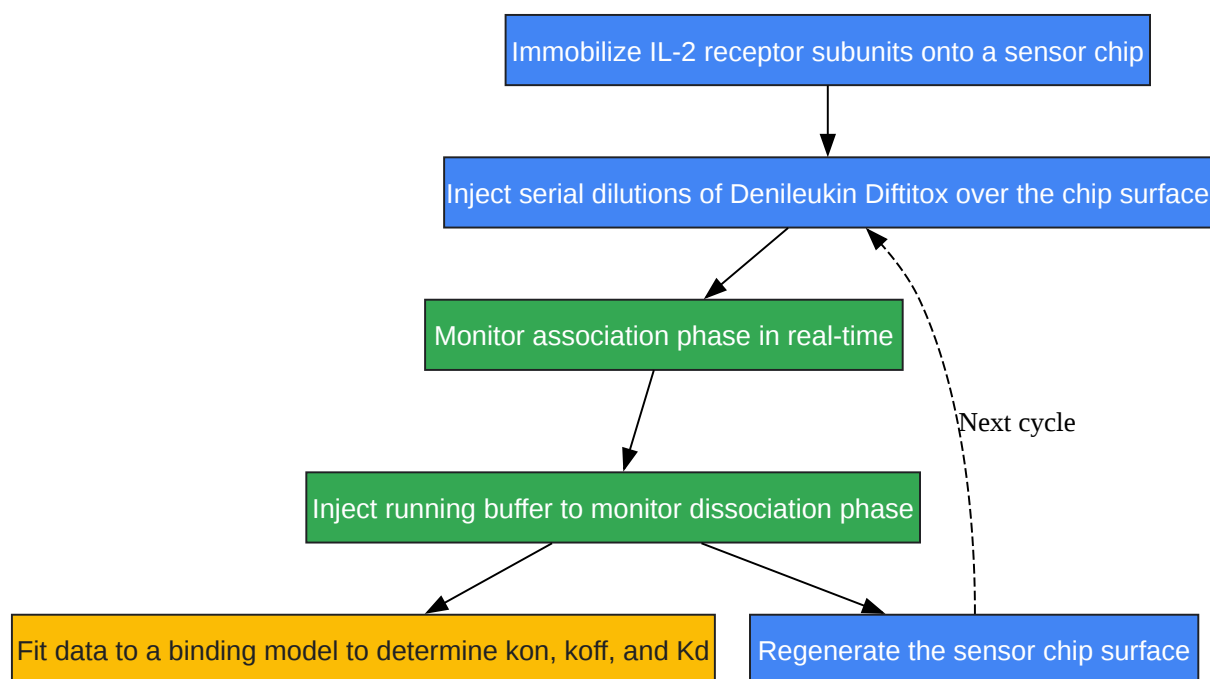 Immobilize IL-2 receptor subunits onto a sensor chip
Inject serial dilutions of Denileukin Diftitox over the chip surface
Monitor association phase in real-time
Next cycle
Inject running buffer to monitor dissociation phase
Fit data to a binding model to determine kon, koff, and Kd
Regenerate the sensor chip surface